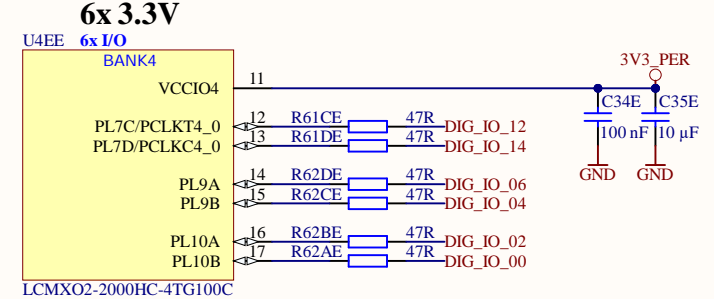 6x 3.3V
U4EE 6x I/O
BANK4
3V3_PER
VCCIO4 11
C34E C35E
100 nF 10 µF
GND GND
PL7C/PCLKT4_0 12 R61CE 47R DIG_IO_12
PL7D/PCLKC4_0 13 R61DE 47R DIG_IO_14
PL9A 14 R62DE 47R DIG_IO_06
PL9B 15 R62CE 47R DIG_IO_04
PL10A 16 R62BE 47R DIG_IO_02
PL10B 17 R62AE 47R DIG_IO_00
LCMXO2-2000HC-4TG100C